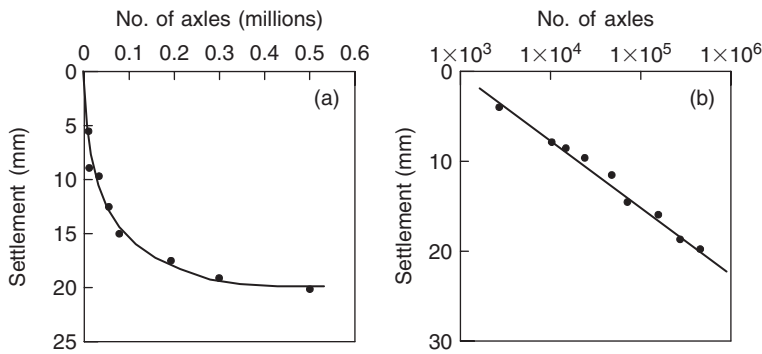 No. of axles (millions)
0 0.1 0.2 0.3 0.4 0.5 0.6
0
5
10
15
20
25
Settlement (mm)
(a)
No. of axles
1×10³ 1×10⁴ 1×10⁵ 1×10⁶
0
10
20
30
Settlement (mm)
(b)